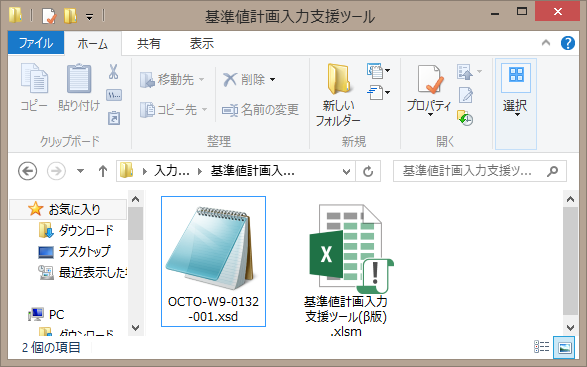 基準値計画入力支援ツール
ファイル ホーム 共有 表示
コピー 貼り付け 移動先 コピー先 削除 名前の変更 新しい
フォルダー プロパティ 選択
クリップボード 整理 新規 開く
入力... 基準値計画入... 基準値計画入力支援ツ...
お気に入り
ダウンロード
デスクトップ
最近表示した
PC
ダウンロード
OCTO-W9-0132
-001.xsd
基準値計画入力
支援ツール(β版)
.xlsm
2 個の項目